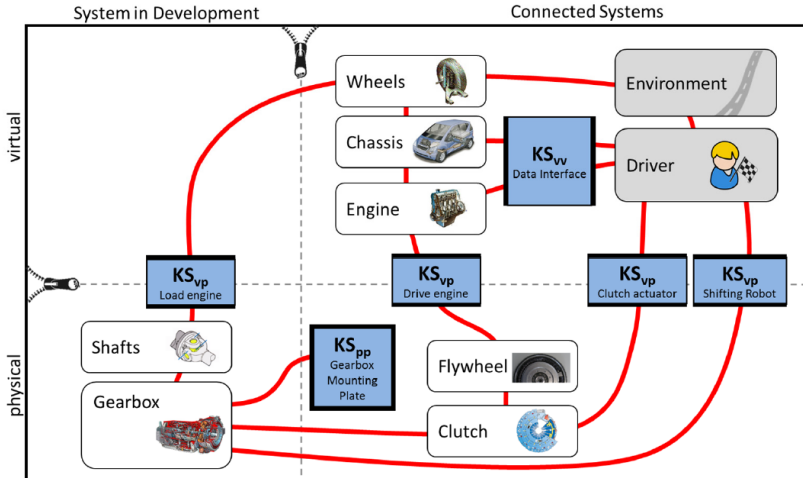 System in Development
Connected Systems
virtual
physical
Wheels
Environment
Chassis
KSvv
Data Interface
Driver
Engine
KSvp
Load engine
KSvp
Drive engine
KSvp
Clutch actuator
KSvp
Shifting Robot
Shafts
KSpp
Gearbox
Mounting
Plate
Flywheel
Gearbox
Clutch